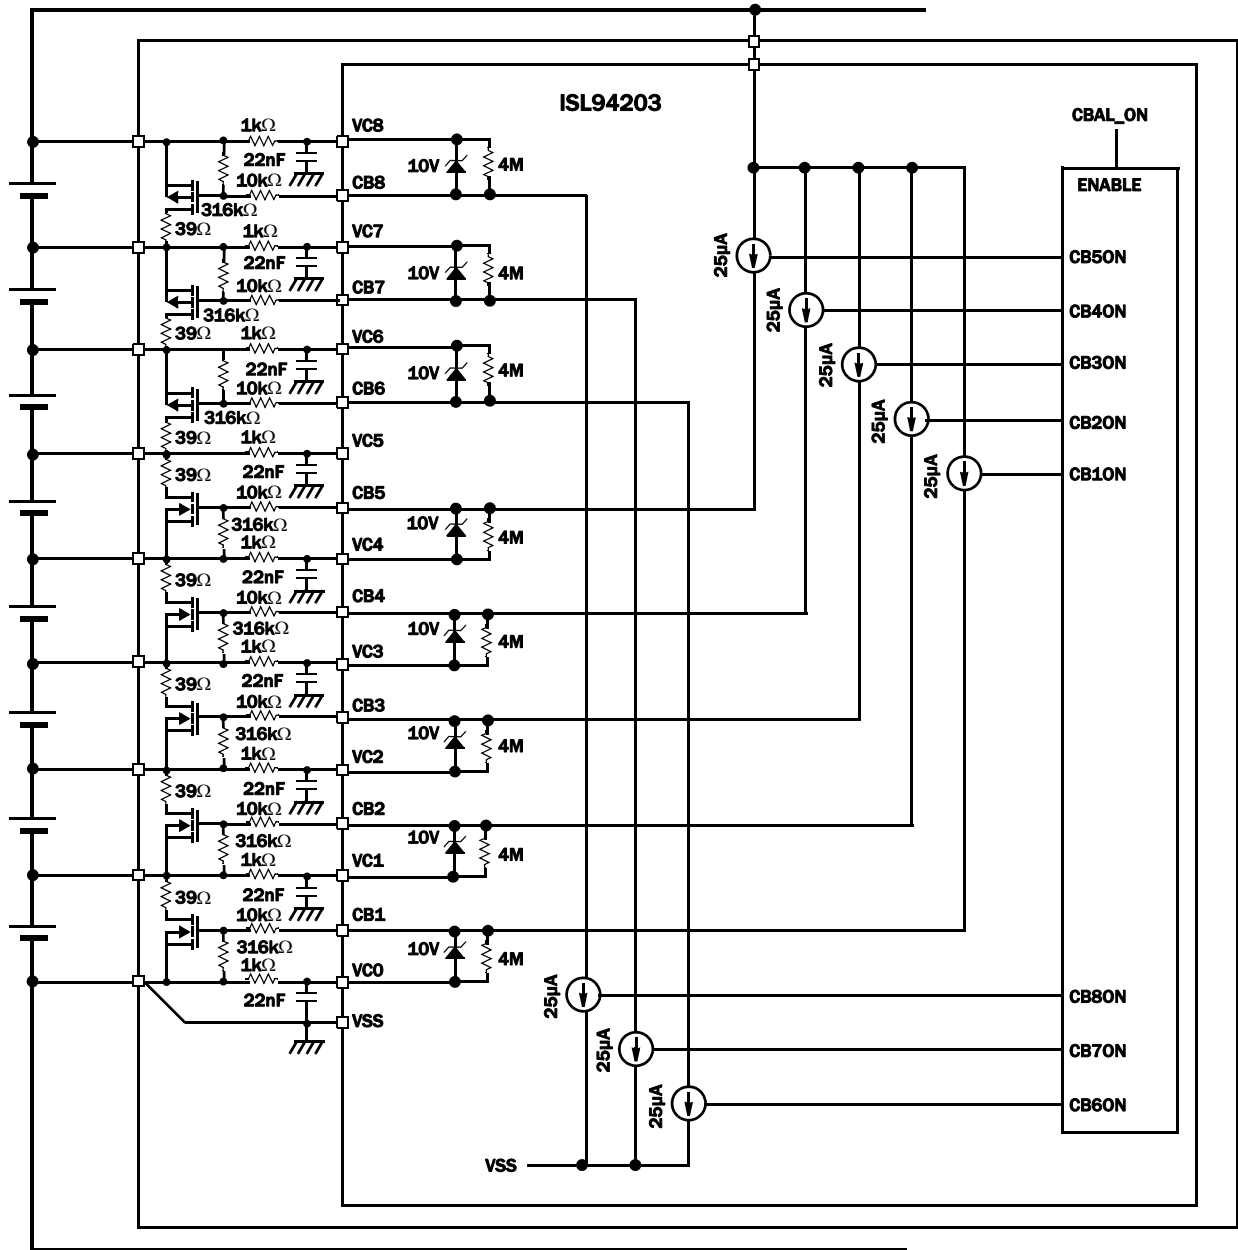 ISL94203
CBAL_ON
ENABLE
1kΩ
VC8
22nF
10V
4M
10kΩ
CB8
316kΩ
39Ω
1kΩ
VC7
22nF
10V
4M
10kΩ
CB7
316kΩ
39Ω
1kΩ
VC6
22nF
10V
4M
10kΩ
CB6
316kΩ
39Ω
1kΩ
VC5
39Ω
22nF
10kΩ
CB5
316kΩ
10V
4M
1kΩ
VC4
39Ω
22nF
10kΩ
CB4
316kΩ
10V
4M
1kΩ
VC3
39Ω
22nF
10kΩ
CB3
316kΩ
10V
4M
1kΩ
VC2
39Ω
22nF
10kΩ
CB2
316kΩ
10V
4M
1kΩ
VC1
39Ω
22nF
10kΩ
CB1
316kΩ
10V
4M
1kΩ
VC0
22nF
VSS
25µA
CB5ON
25µA
CB4ON
25µA
CB3ON
25µA
CB2ON
25µA
CB1ON
25µA
CB8ON
25µA
CB7ON
25µA
CB6ON
VSS